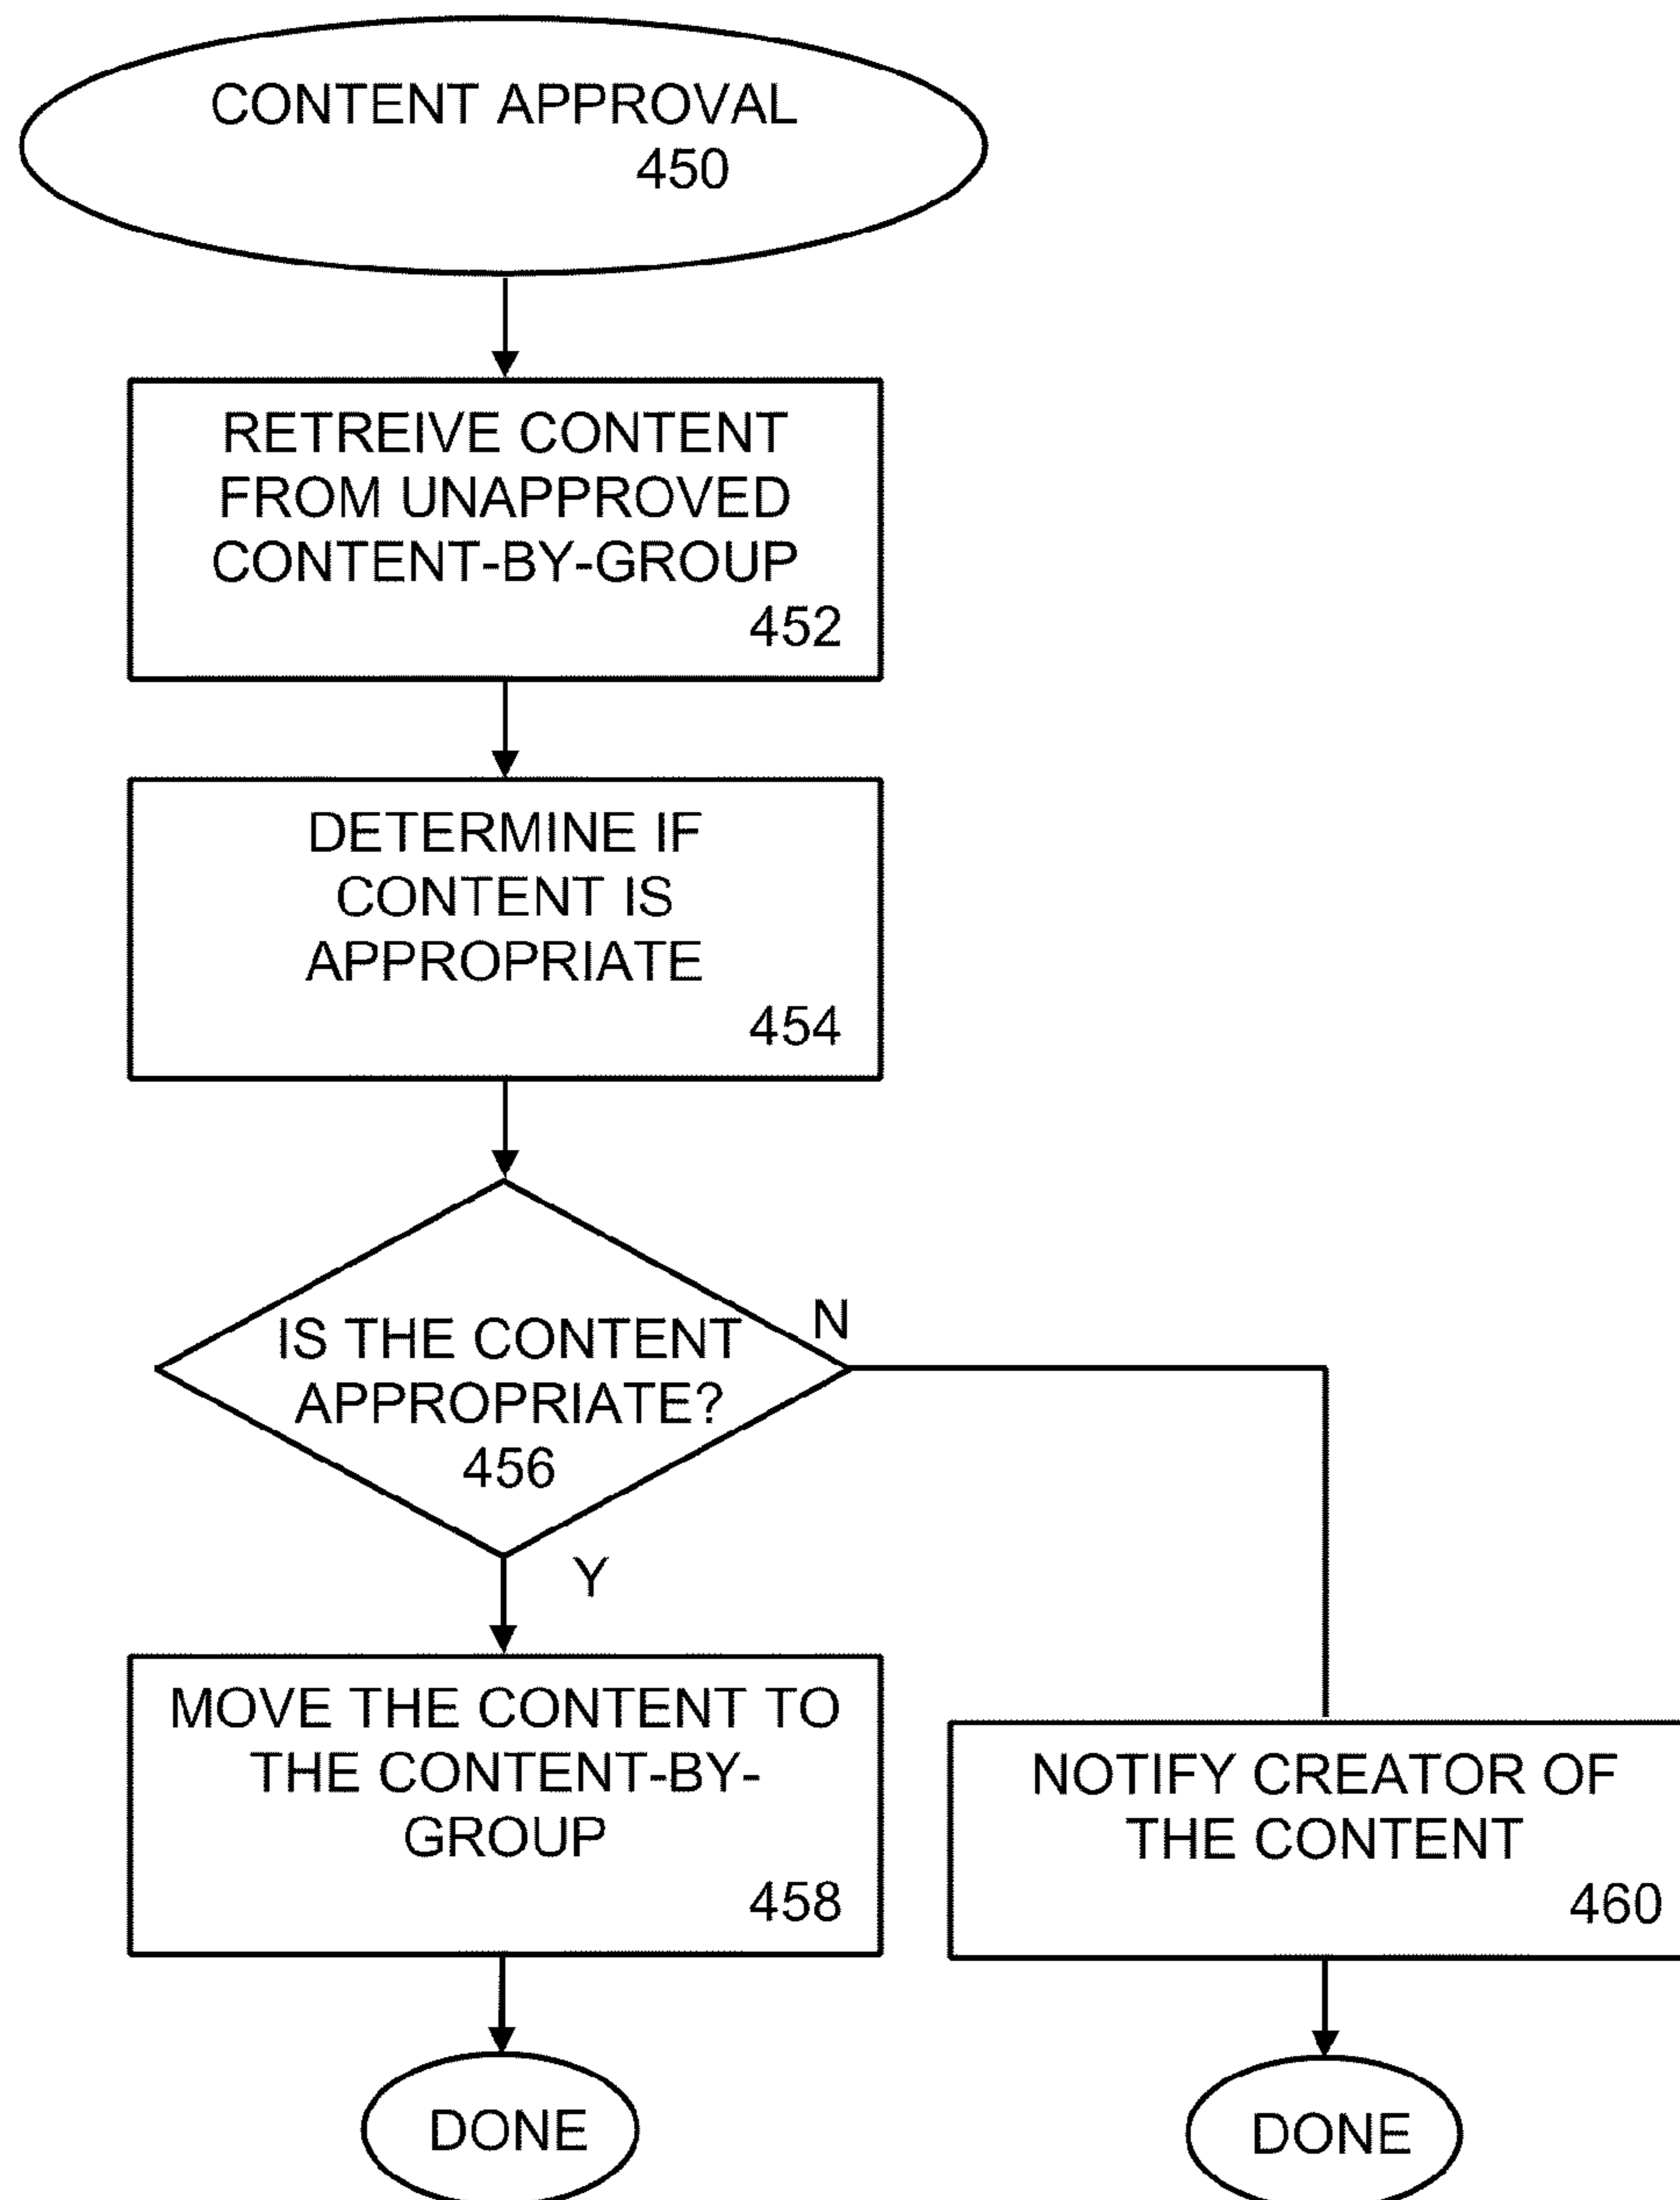 CONTENT APPROVAL
450
RETREIVE CONTENT
FROM UNAPPROVED
CONTENT-BY-GROUP
452
DETERMINE IF
CONTENT IS
APPROPRIATE
454
IS THE CONTENT
APPROPRIATE?
456
N
Y
MOVE THE CONTENT TO
THE CONTENT-BY-
GROUP
458
NOTIFY CREATOR OF
THE CONTENT
460
DONE
DONE